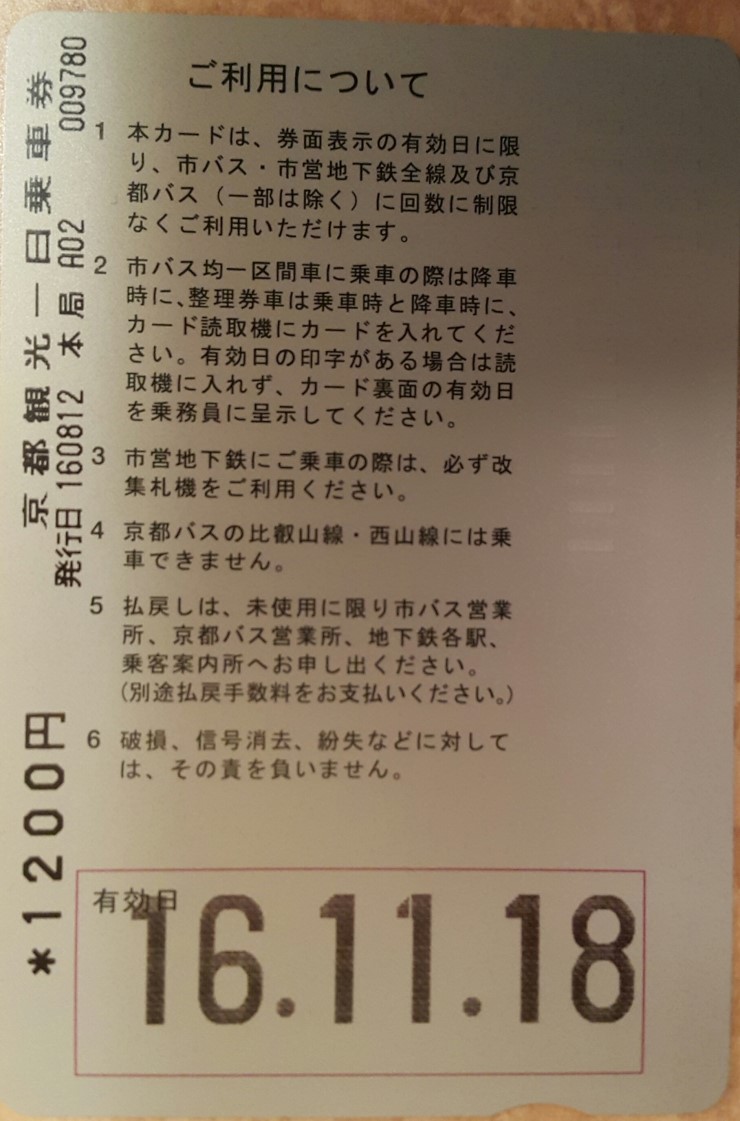 京都観光一日乗車券
発行日 160812 本局 A02 009780
*1200円
ご利用について
1 本カードは、券面表示の有効日に限
り、市バス・市営地下鉄全線及び京
都バス（一部は除く）に回数に制限
なくご利用いただけます。
2 市バス均一区間車に乗車の際は降車
時に、整理券車は乗車時と降車時に、
カード読取機にカードを入れてくだ
さい。有効日の印字がある場合は読
取機に入れず、カード裏面の有効日
を乗務員に呈示してください。
3 市営地下鉄にご乗車の際は、必ず改
集札機をご利用ください。
4 京都バスの比叡山線・西山線には乗
車できません。
5 払戻しは、未使用に限り市バス営業
所、京都バス営業所、地下鉄各駅、
乗客案内所へお申し出ください。
（別途払戻手数料をお支払いください。）
6 破損、信号消去、紛失などに対して
は、その責を負いません。
有効日
16.11.18